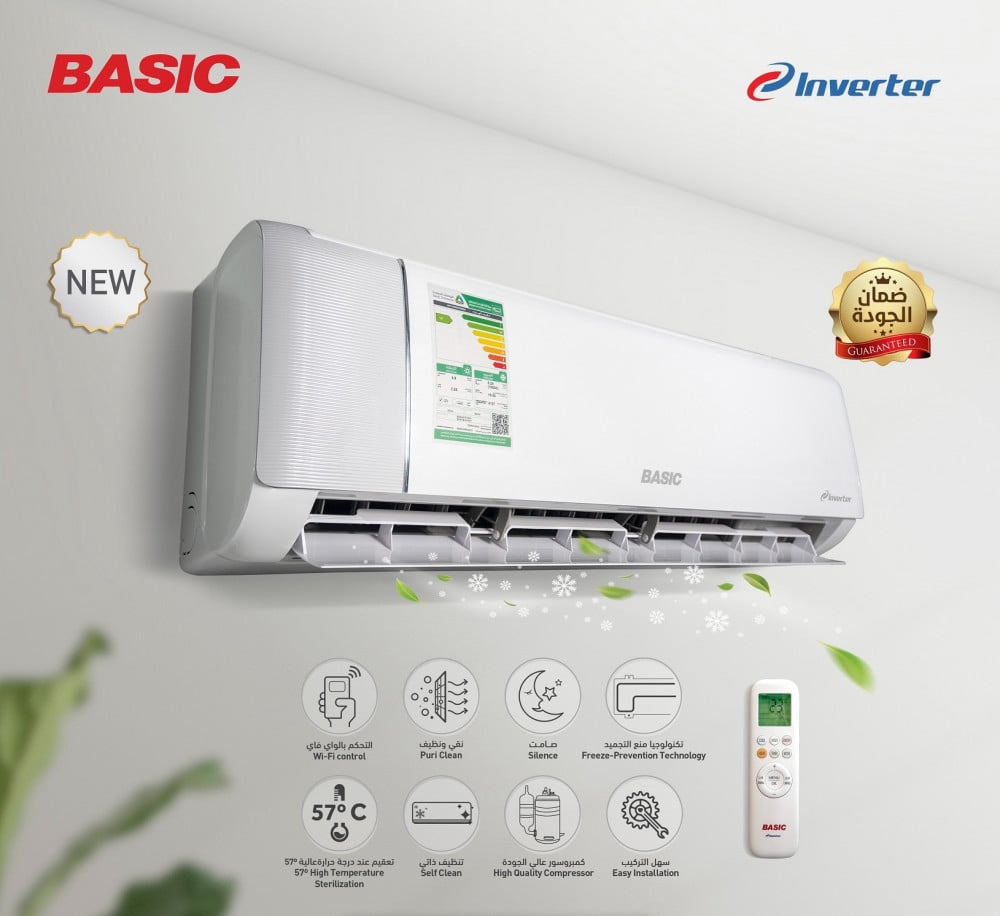 BASIC
Inverter
NEW
ضمان
الجودة
GUARANTEED
BASIC
Inverter
التحكم بالواي فاي
Wi-Fi control
نقي ونظيف
Puri Clean
صامت
Silence
تكنولوجيا منع التجميد
Freeze-Prevention Technology
57° C
تعقيم عند درجة حرارةعالية 57°
57° High Temperature
Sterilization
تنظيف ذاتي
Self Clean
كمبروسور عالي الجودة
High Quality Compressor
سهل التركيب
Easy Installation
BASIC
Inverter